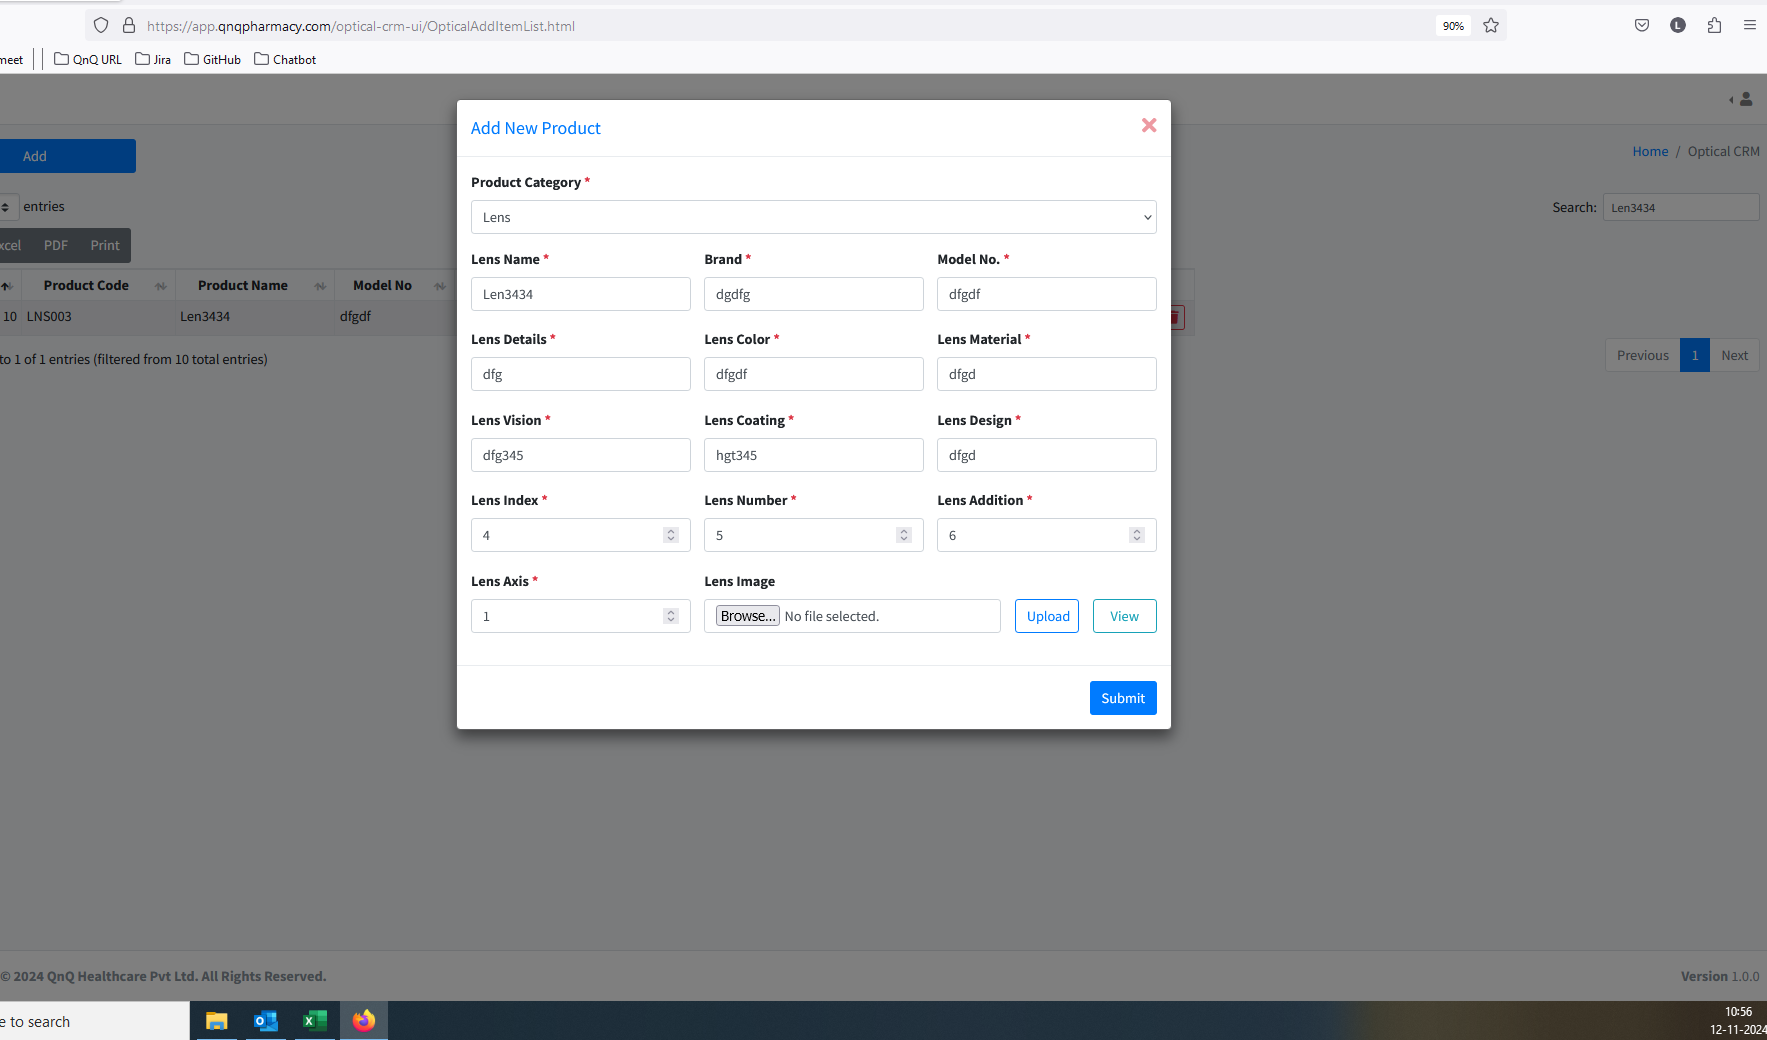 https://app.qnqpharmacy.com/optical-crm-ui/OpticalAddItemList.html
90%
L
meet
QnQ URL
Jira
GitHub
Chatbot
Add New Product
Add
Home / Optical CRM
Product Category *
entries
Search: Len3434
Lens
xcel PDF Print
Lens Name * Brand * Model No. *
Product Code Product Name Model No
Len3434 dgdfg dfgdf
10 LNS003 Len3434 dfgdf
Lens Details * Lens Color * Lens Material *
to 1 of 1 entries (filtered from 10 total entries)
Previous 1 Next
dfg dfgdf dfgd
Lens Vision * Lens Coating * Lens Design *
dfg345 hgt345 dfgd
Lens Index * Lens Number * Lens Addition *
4 5 6
Lens Axis * Lens Image
1 Browse... No file selected. Upload View
Submit
© 2024 QnQ Healthcare Pvt Ltd. All Rights Reserved.
Version 1.0.0
e to search
10:56
12-11-2024